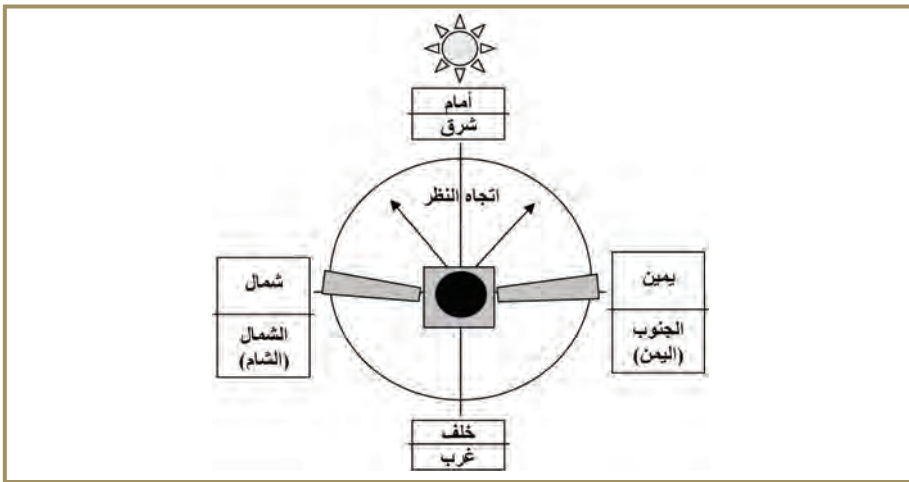 أمام
شرق
اتجاه النظر
يمين
الجنوب
(اليمن)
شمال
الشمال
(الشام)
خلف
غرب